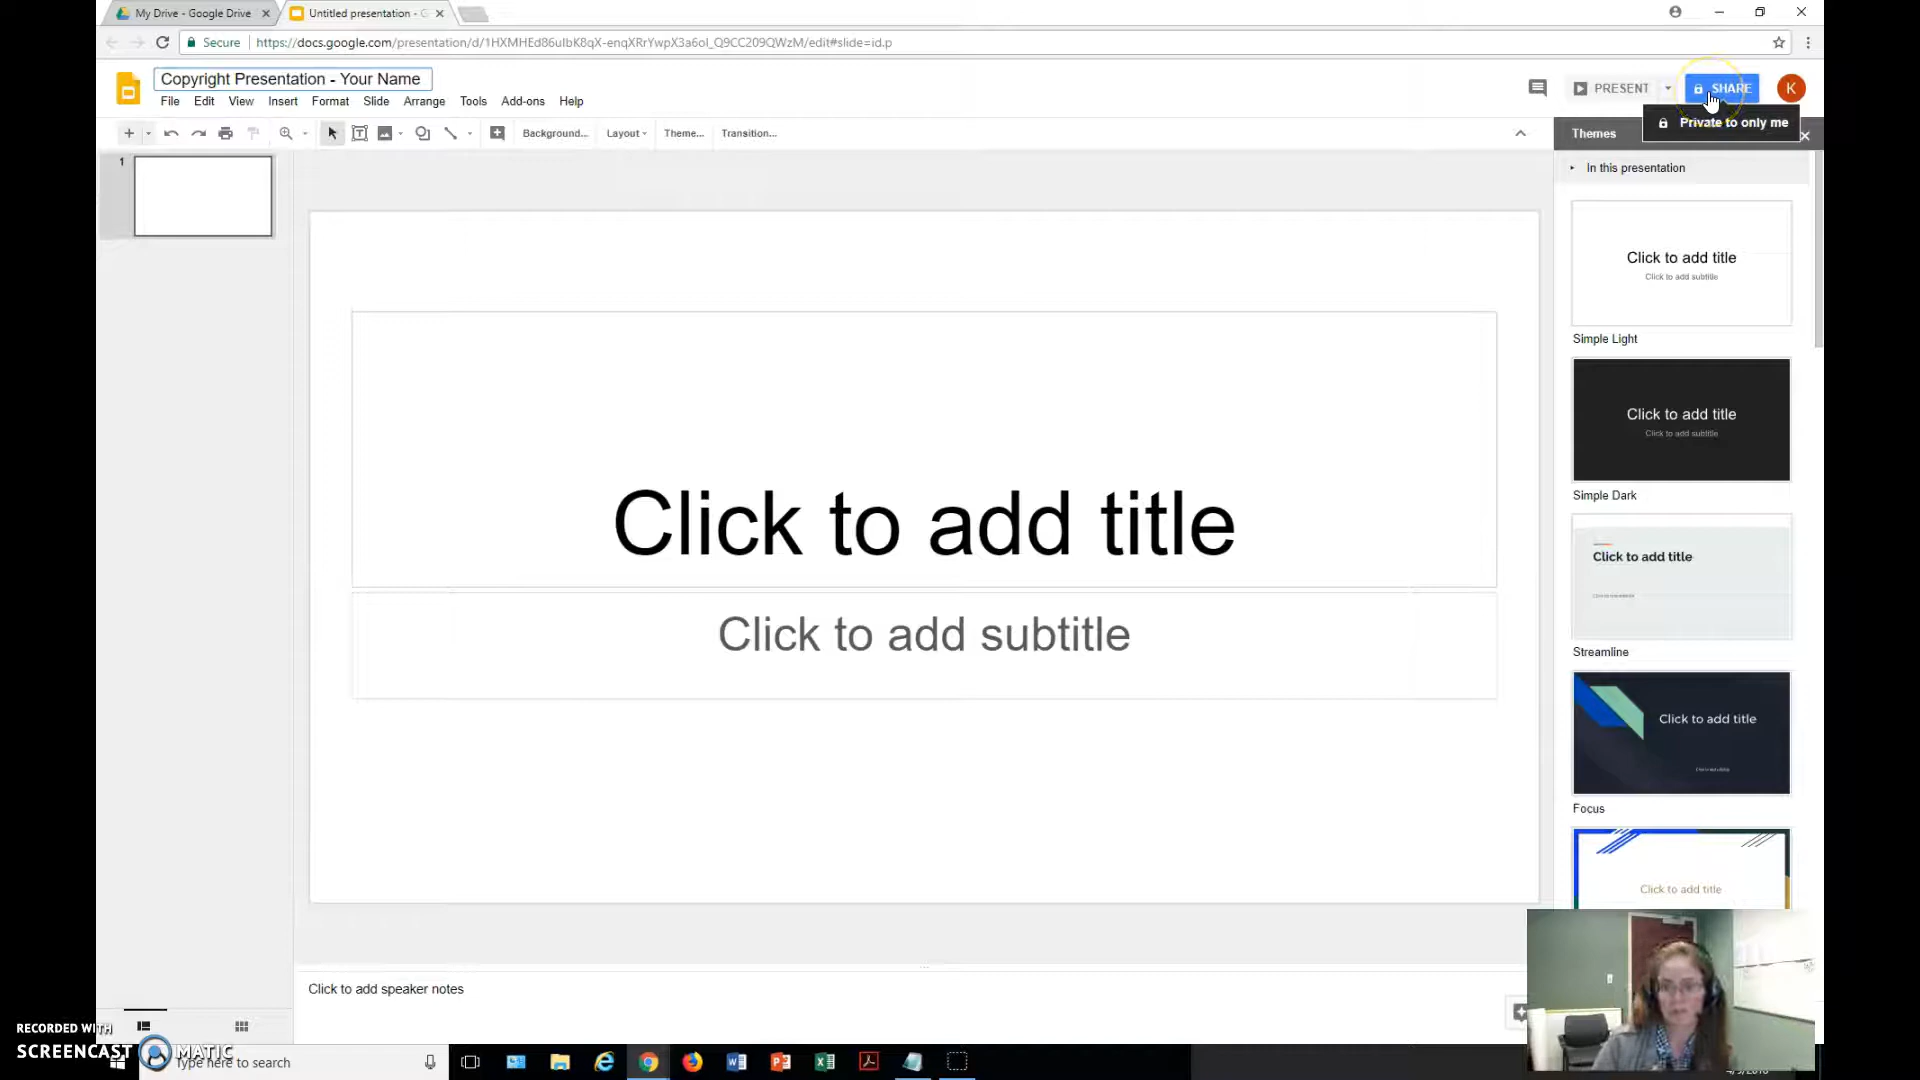 My Drive - Google Drive
Untitled presentation - G
Secure
https://docs.google.com/presentation/d/1HXMHEd86uIbK8qX-enqXRrYwpX3a6ol_Q9CC209QWzM/edit#slide=id.p
Copyright Presentation - Your Name
PRESENT
SHARE
K
File Edit View Insert Format Slide Arrange Tools Add-ons Help
Private to only me
Background... Layout Theme... Transition...
Themes
1
In this presentation
Click to add title
Click to add subtitle
Simple Light
Click to add title
Click to add subtitle
Simple Dark
Click to add title
Streamline
Click to add title
Focus
Click to add title
Click to add title
Click to add subtitle
Click to add speaker notes
RECORDED WITH
SCREENCAST MATIC
Type here to search